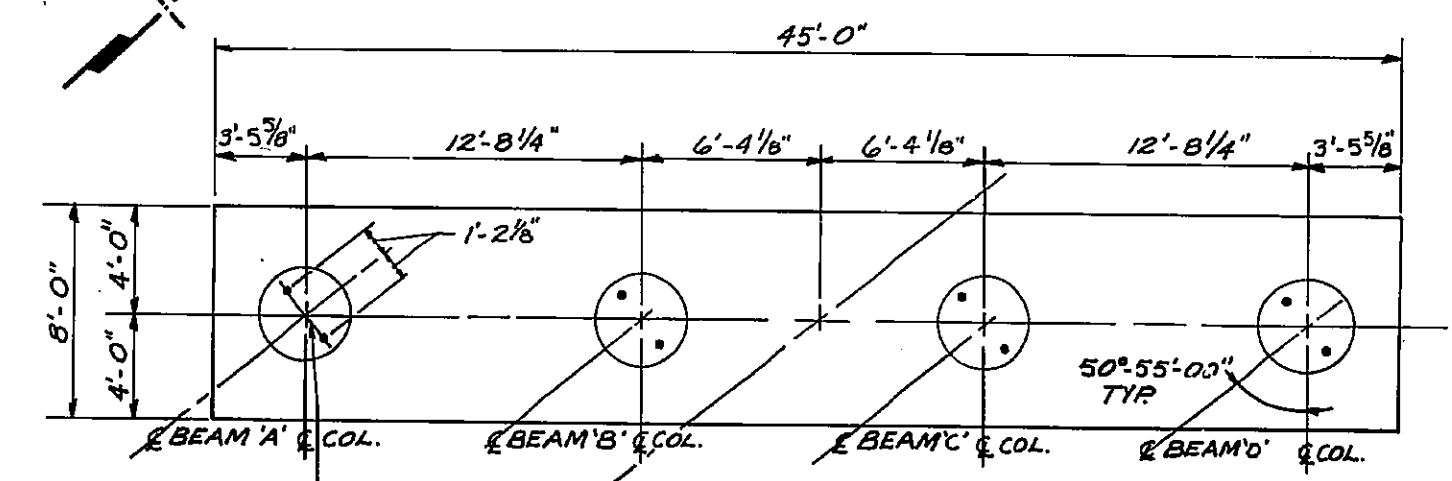 45'-0"
3'-5 5/8"
12'-8 1/4"
6'-4 1/8"
6'-4 1/8"
12'-8 1/4"
3'-5 5/8"
8'-0"
4'-0"
4'-0"
1'-2 1/8"
50°-55'-00"
TYP.
℄ BEAM 'A' ℄ COL.
℄ BEAM 'B' ℄ COL.
℄ BEAM 'C' ℄ COL.
℄ BEAM 'D' ℄ COL.